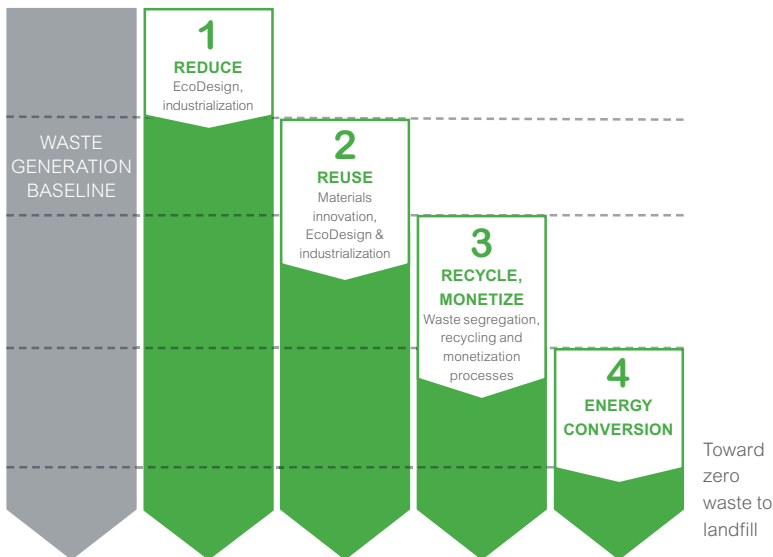 WASTE
GENERATION
BASELINE
1
REDUCE
EcoDesign,
industrialization
2
REUSE
Materials
innovation,
EcoDesign &
industrialization
3
RECYCLE,
MONETIZE
Waste segregation,
recycling and
monetization
processes
4
ENERGY
CONVERSION
Toward
zero
waste to
landfill